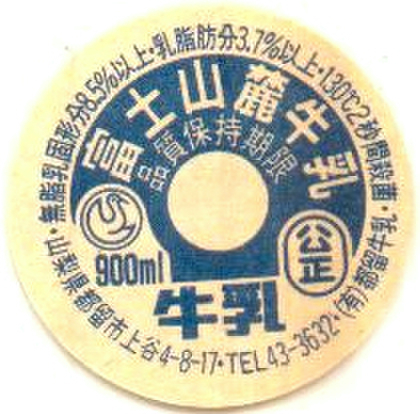 無脂乳固形分8.5%以上・乳脂肪分3.7%以上・130℃2秒間殺菌・
富士山麓牛乳
品質保持期限
900ml
公正
牛乳
山梨県都留市上谷4-8-17・TEL43-3632・(有)都留牛乳・